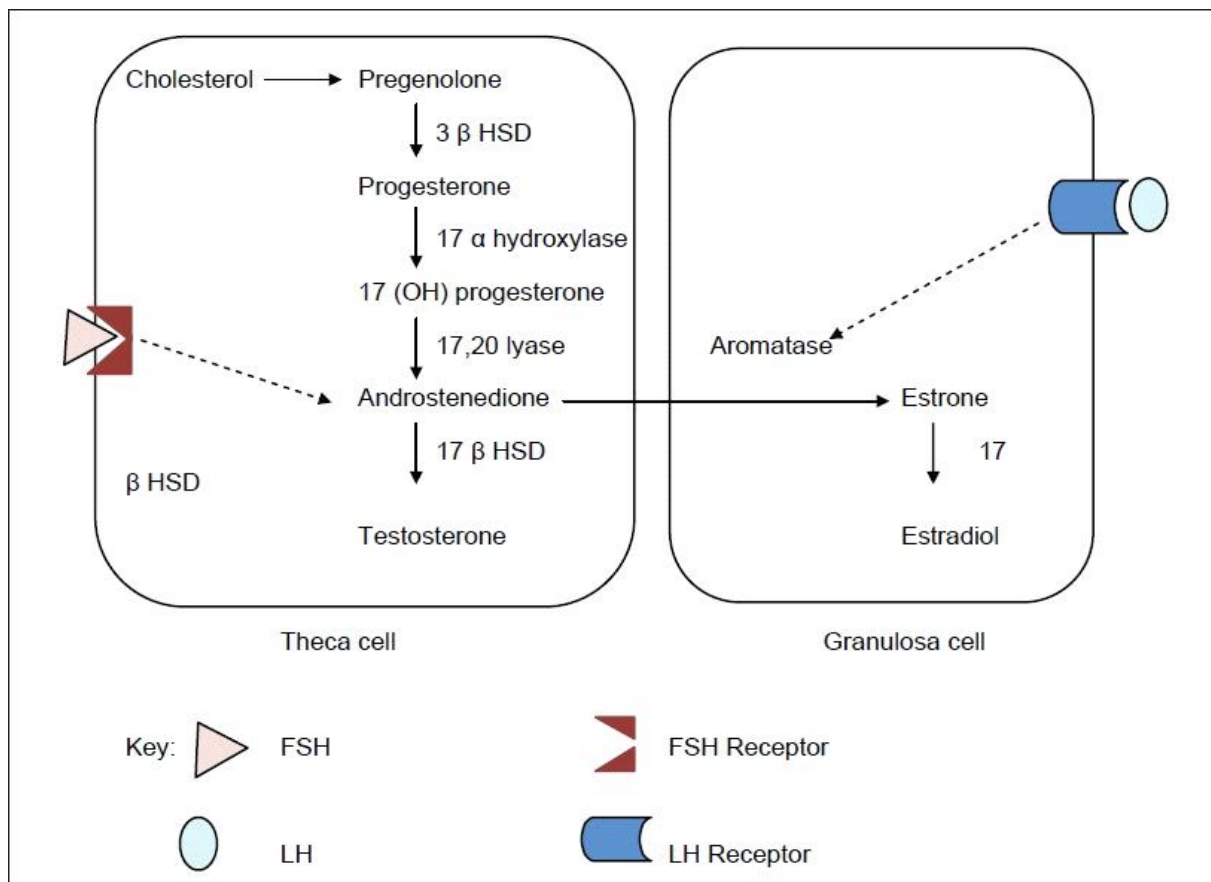 Cholesterol Pregenolone
3 β HSD
Progesterone
17 α hydroxylase
17 (OH) progesterone
17,20 lyase
Aromatase
Androstenedione
Estrone
17 β HSD
17
β HSD
Testosterone
Estradiol
Theca cell
Granulosa cell
Key: FSH FSH Receptor
LH LH Receptor